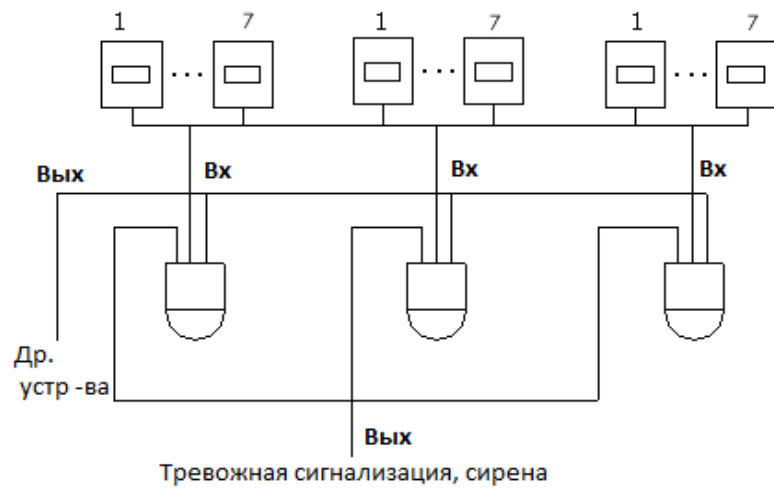 1 7 1 7 1 7
Вых Вх Вх Вх
Др.
устр -ва
Вых
Тревожная сигнализация, сирена